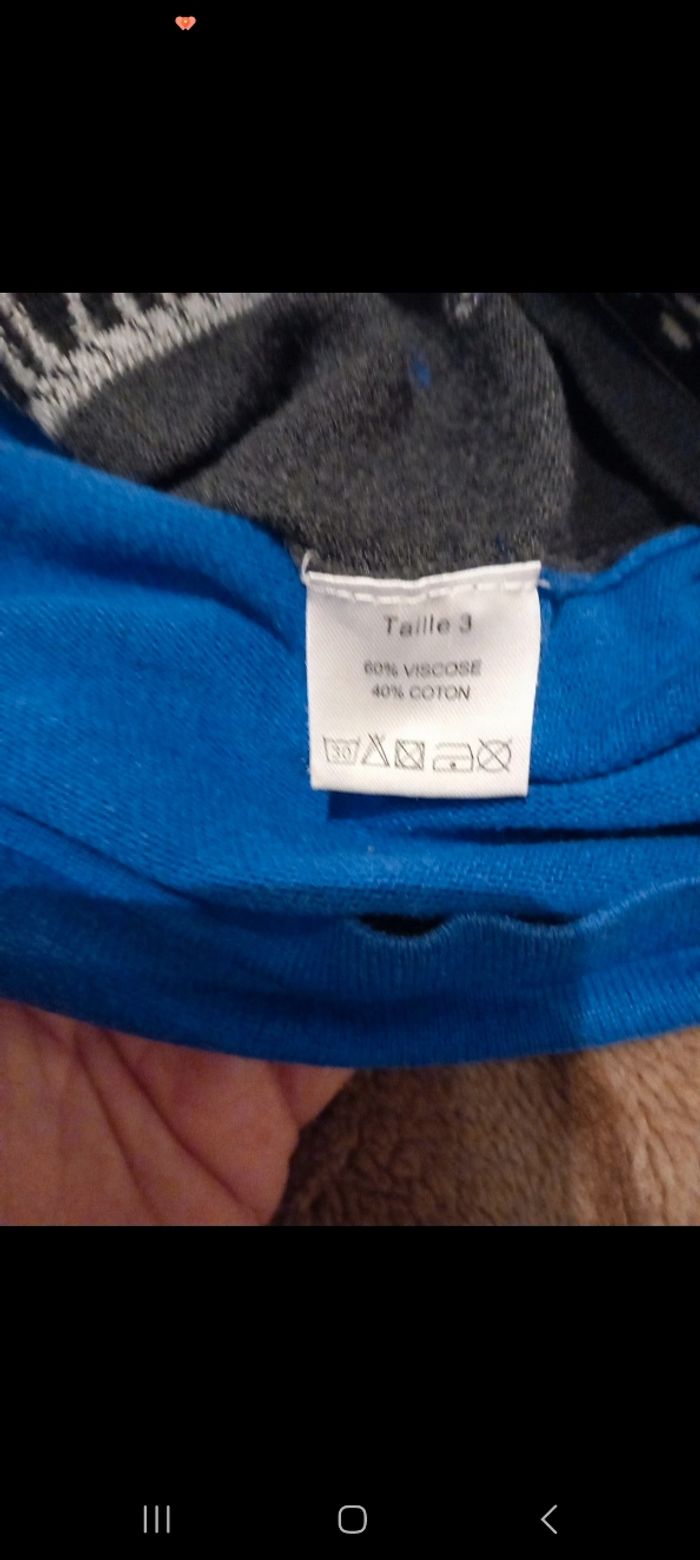 Taille 3
60% VISCOSE
40% COTON
30